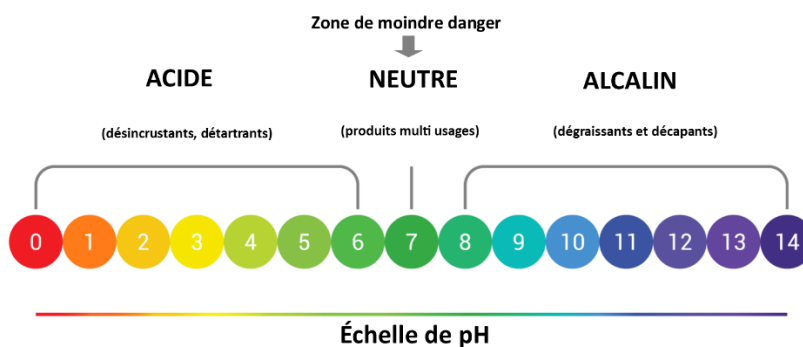 Zone de moindre danger
ACIDE NEUTRE ALCALIN
(désincrustants, détartrants) (produits multi usages) (dégraissants et décapants)
0 1 2 3 4 5 6 7 8 9 10 11 12 13 14
Échelle de pH